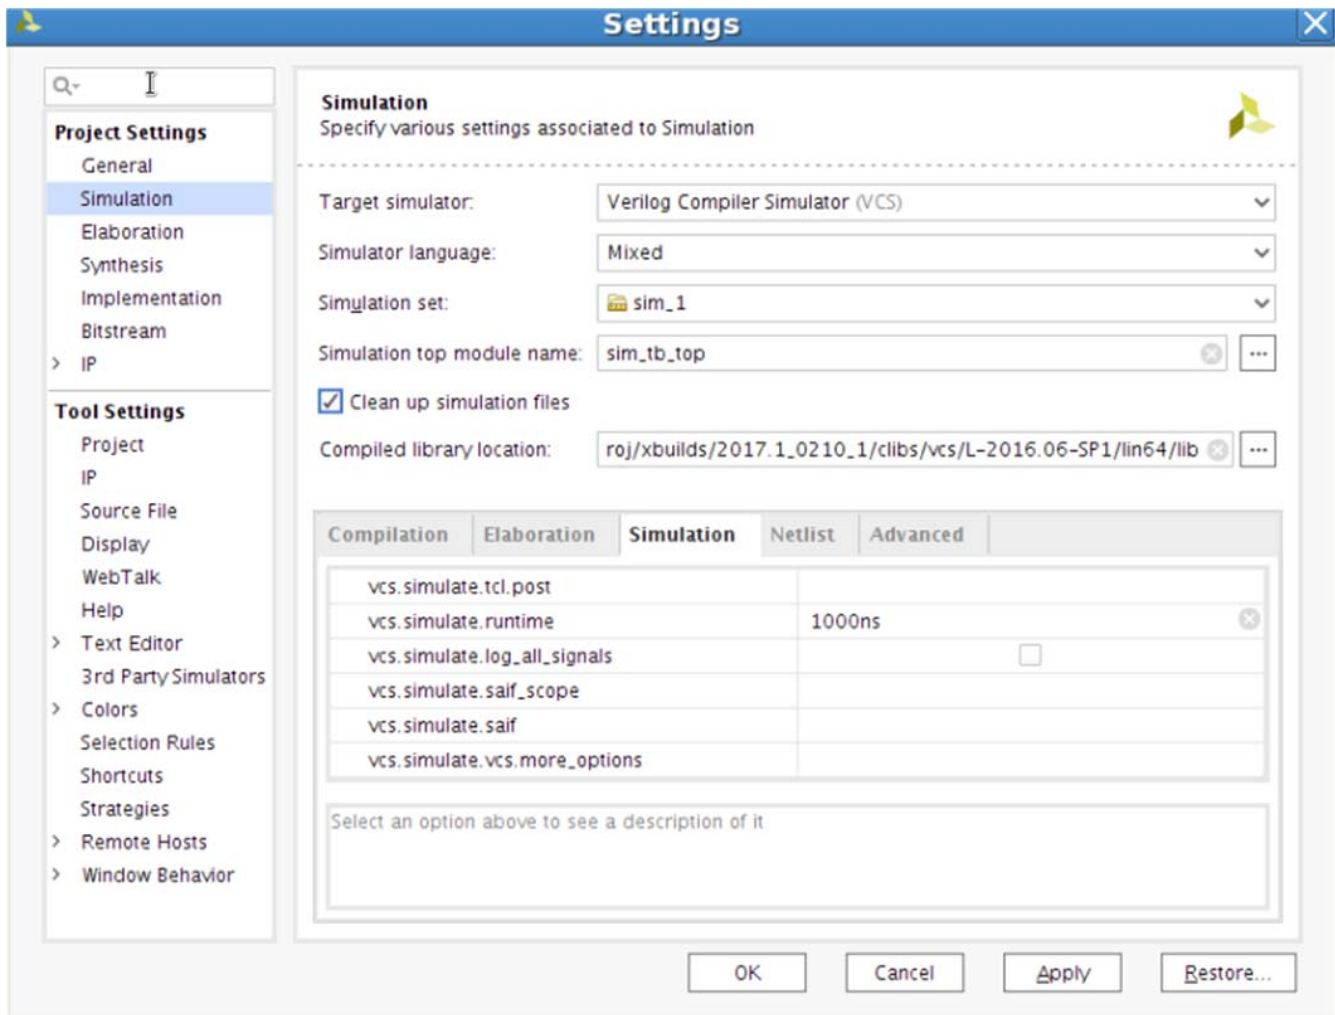 Settings
Project Settings
General
Simulation
Elaboration
Synthesis
Implementation
Bitstream
IP
Tool Settings
Project
IP
Source File
Display
WebTalk
Help
Text Editor
3rd Party Simulators
Colors
Selection Rules
Shortcuts
Strategies
Remote Hosts
Window Behavior
Simulation
Specify various settings associated to Simulation
Target simulator: Verilog Compiler Simulator (VCS)
Simulator language: Mixed
Simulation set: sim_1
Simulation top module name: sim_tb_top ...
Clean up simulation files
Compiled library location: roj/xbuilds/2017.1_0210_1/clibs/vcs/L-2016.06-SP1/lin64/lib ...
Compilation Elaboration Simulation Netlist Advanced
vcs.simulate.tcl.post
vcs.simulate.runtime 1000ns
vcs.simulate.log_all_signals
vcs.simulate.saif_scope
vcs.simulate.saif
vcs.simulate.vcs.more_options
Select an option above to see a description of it
OK Cancel Apply Restore...